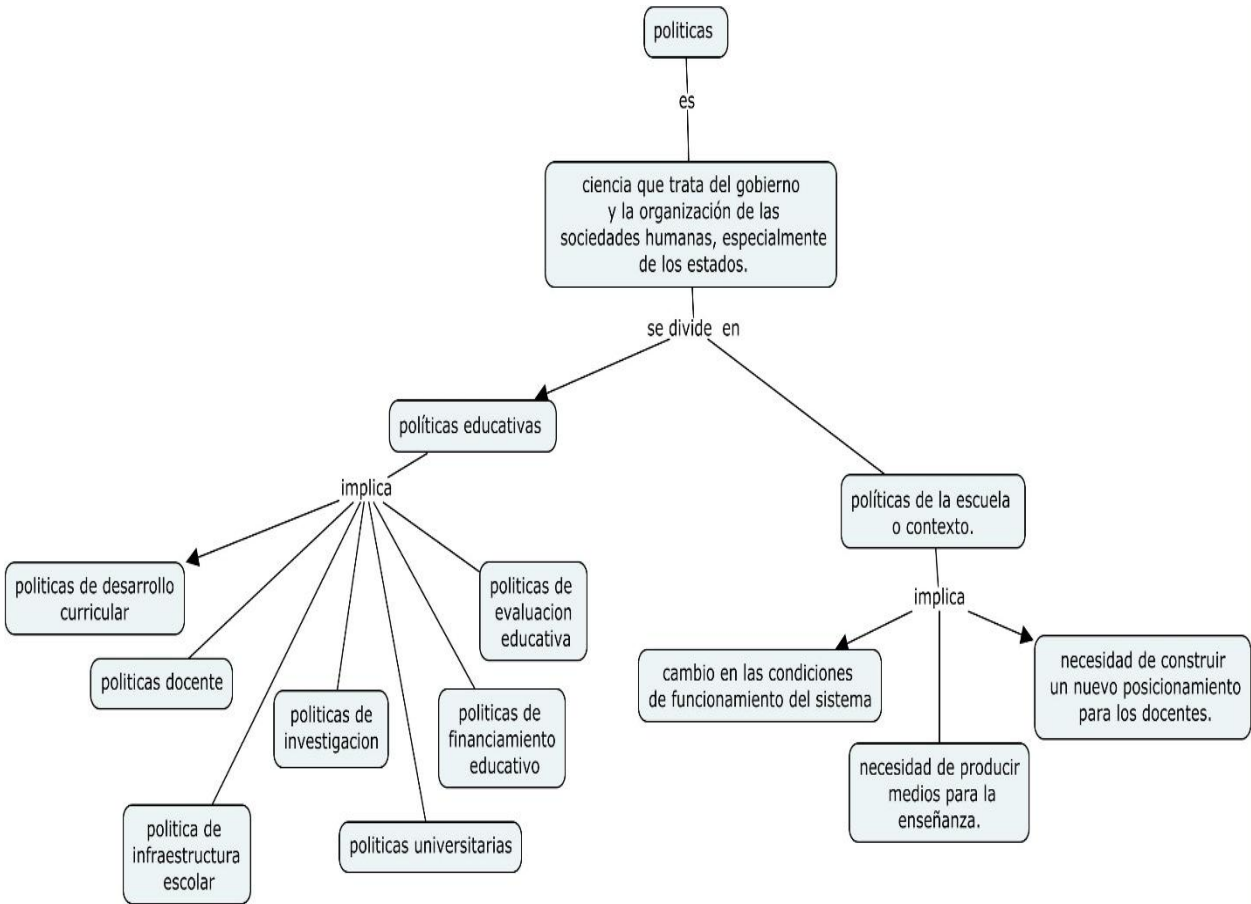 politicas
es
ciencia que trata del gobierno
y la organización de las
sociedades humanas, especialmente
de los estados.
se divide en
políticas educativas
implica
politicas de desarrollo
curricular
politicas docente
politica de
infraestructura
escolar
politicas de
investigacion
politicas universitarias
politicas de
financiamiento
educativo
politicas de
evaluacion
educativa
políticas de la escuela
o contexto.
implica
cambio en las condiciones
de funcionamiento del sistema
necesidad de producir
medios para la
enseñanza.
necesidad de construir
un nuevo posicionamiento
para los docentes.